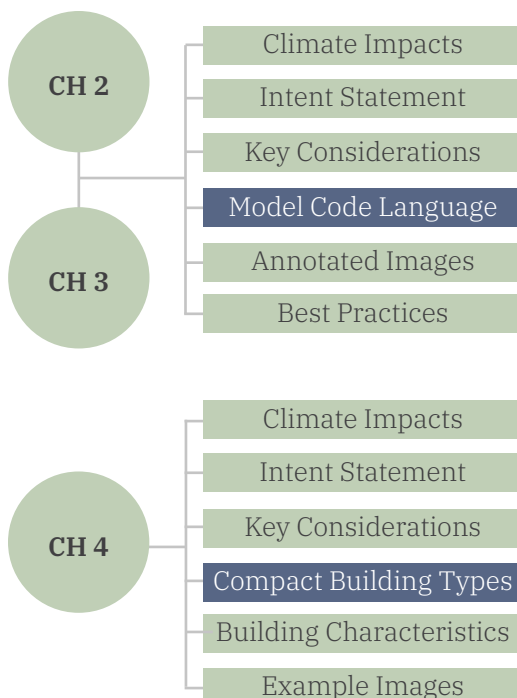 CH 2
Climate Impacts
Intent Statement
Key Considerations
Model Code Language
CH 3
Annotated Images
Best Practices
CH 4
Climate Impacts
Intent Statement
Key Considerations
Compact Building Types
Building Characteristics
Example Images